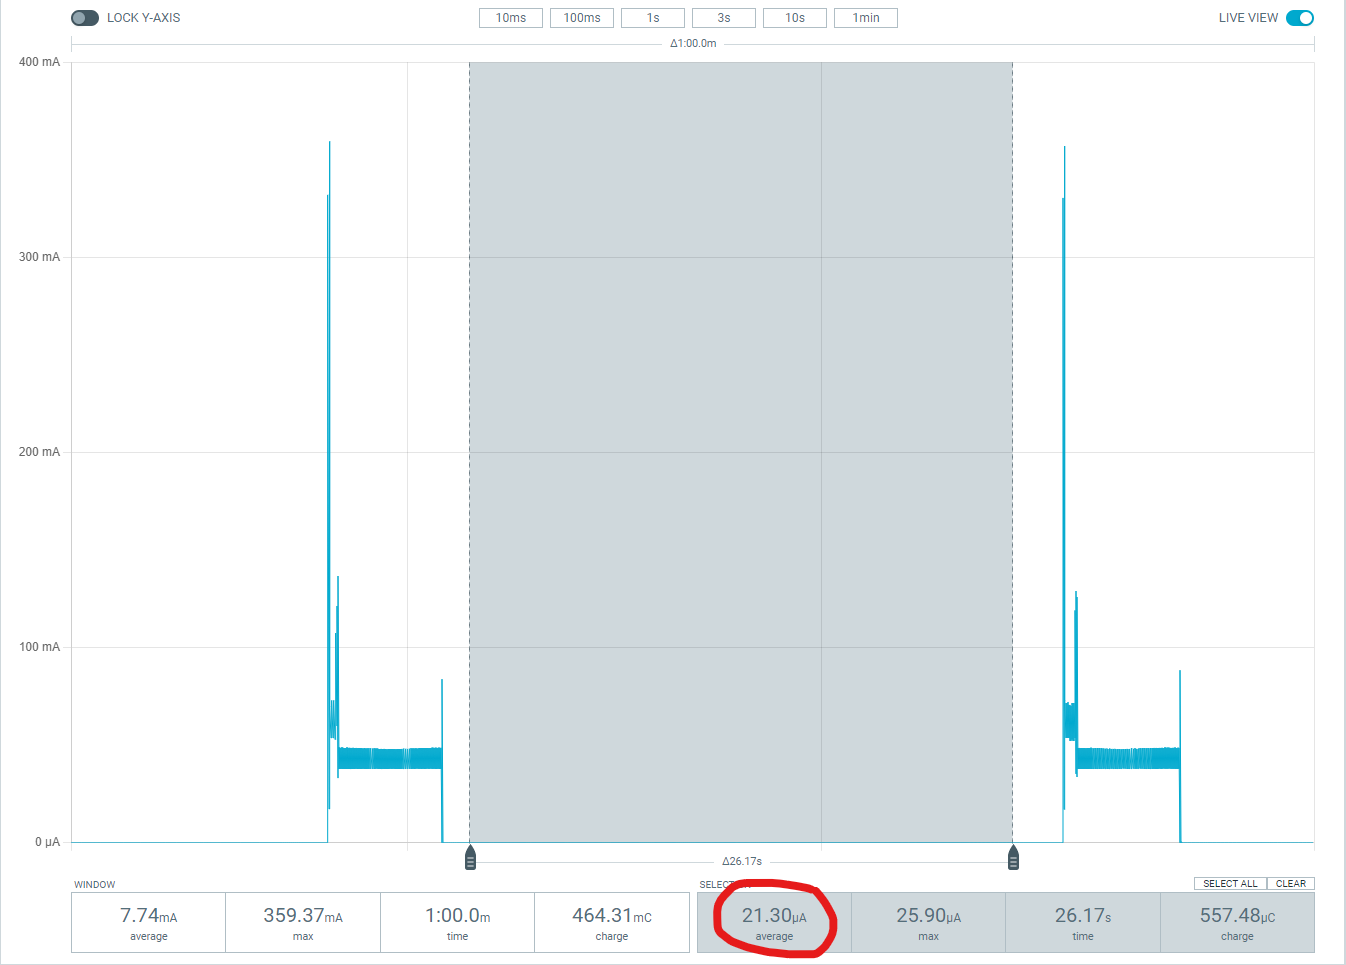 LOCK Y-AXIS 10ms 100ms 1s 3s 10s 1min LIVE VIEW
Δ1:00.0m
400 mA
300 mA
200 mA
100 mA
0 µA
Δ26.17s
WINDOW
7.74mA 359.37mA 1:00.0m 464.31mC
average max time charge
SELECT ALL CLEAR
21.30µA 25.90µA 26.17s 557.48µC
average max time charge